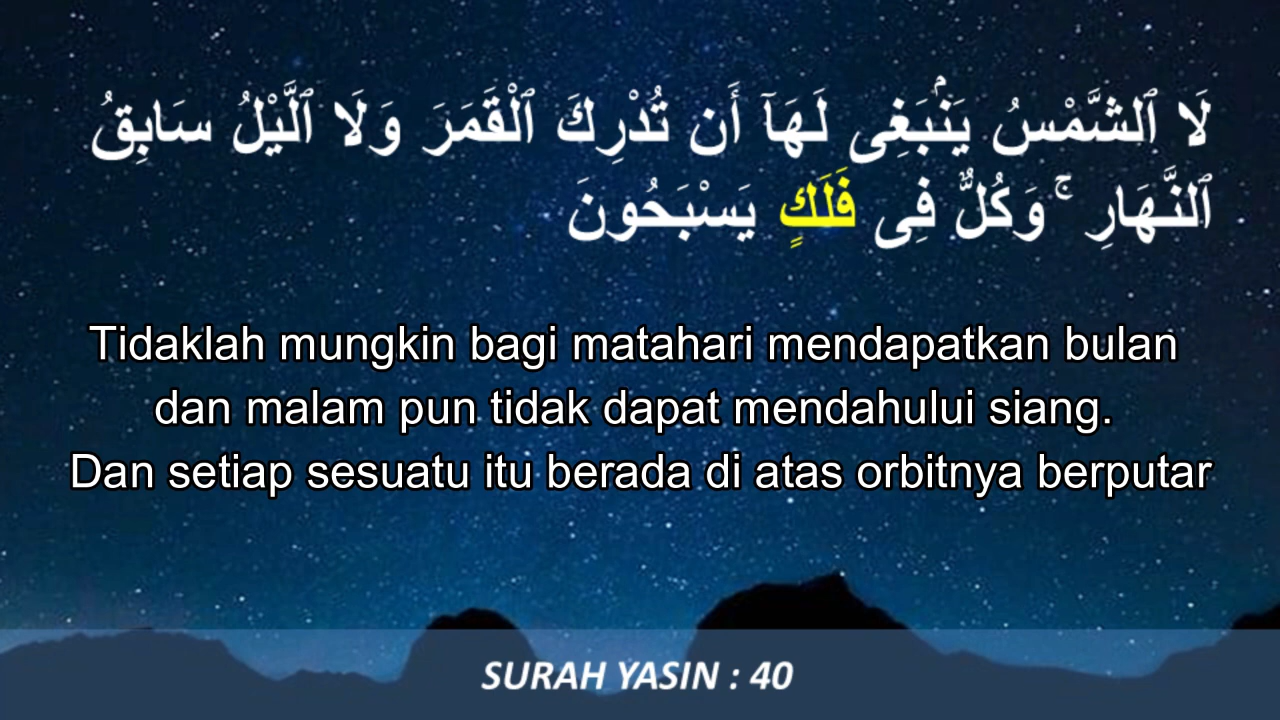 لَا ٱلشَّمْسُ يَنۢبَغِى لَهَآ أَن تُدْرِكَ ٱلْقَمَرَ وَلَا ٱلَّيْلُ سَابِقُ
ٱلنَّهَارِ ۚ وَكُلٌّ فِى فَلَكٍ يَسْبَحُونَ
Tidaklah mungkin bagi matahari mendapatkan bulan
dan malam pun tidak dapat mendahului siang.
Dan setiap sesuatu itu berada di atas orbitnya berputar
SURAH YASIN : 40